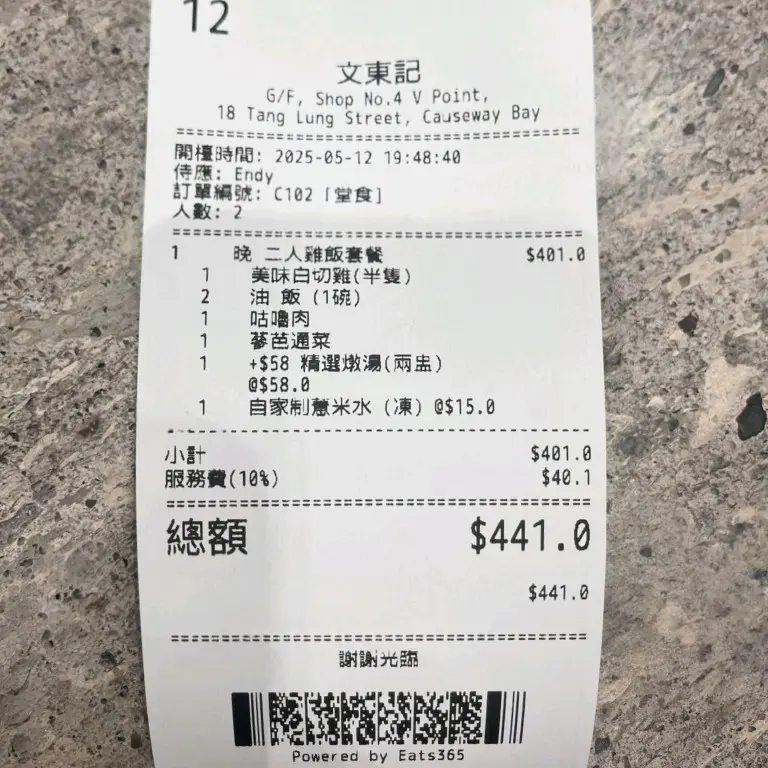 12
文東記
G/F, Shop No.4 V Point,
18 Tang Lung Street, Causeway Bay
開檯時間: 2025-05-12 19:48:40
侍應: Endy
訂單編號: C102 [堂食]
人數: 2
1 晚 二人雞飯套餐 $401.0
1 美味白切雞(半隻)
2 油 飯 (1碗)
1 咕嚕肉
1 蔘芭通菜
1 +$58 精選燉湯(兩盅)
@$58.0
1 自家制薏米水 (凍) @$15.0
小計 $401.0
服務費(10%) $40.1
總額 $441.0
$441.0
謝謝光臨
Powered by Eats365